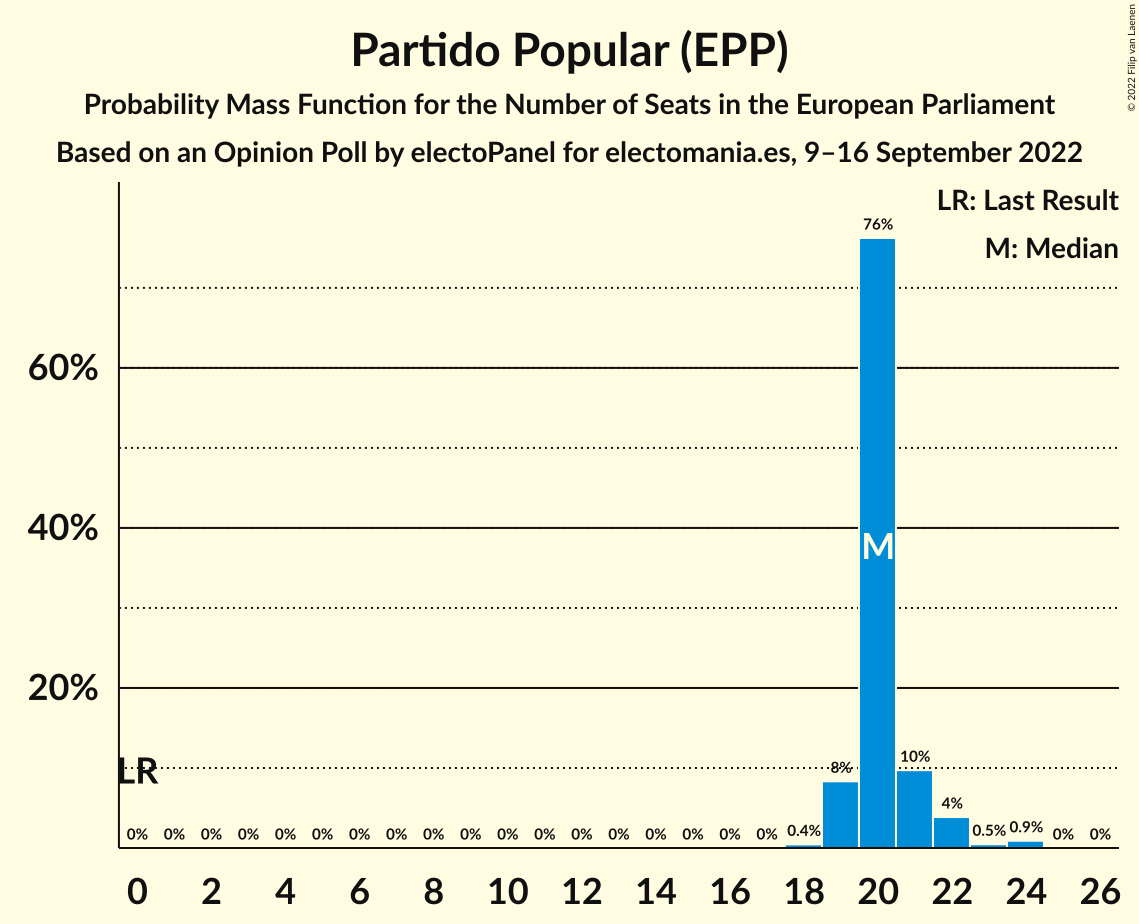 Partido Popular (EPP)
Probability Mass Function for the Number of Seats in the European Parliament
Based on an Opinion Poll by electoPanel for electomania.es, 9–16 September 2022
© 2022 Filip van Laenen
LR: Last Result
M: Median
76%
60%
40%
M
20%
LR
8% 10%
0% 0% 0% 0% 0% 0% 0% 0% 0% 0% 0% 0% 0% 0% 0% 0% 0% 0% 0.4% 4% 0.5% 0.9% 0% 0%
0 2 4 6 8 10 12 14 16 18 20 22 24 26